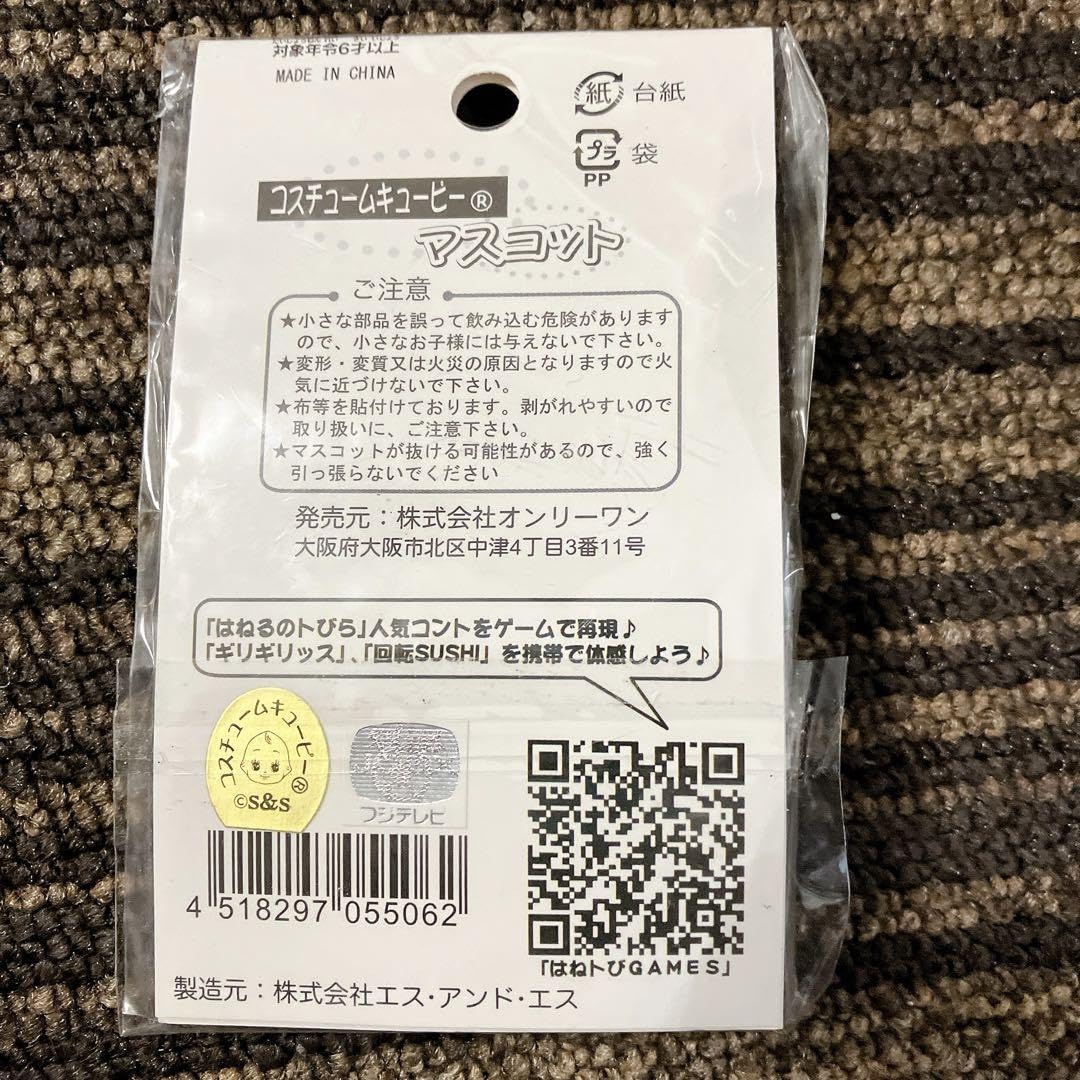 対象年令6才以上
MADE IN CHINA
紙 台紙
プラ 袋
PP
コスチュームキューピー®
マスコット
ご注意
★小さな部品を誤って飲み込む危険があります
ので、小さなお子様には与えないで下さい。
★変形・変質又は火災の原因となりますので火
気に近づけないで下さい。
★布等を貼付けております。剥がれやすいので
取り扱いに、ご注意下さい。
★マスコットが抜ける可能性があるので、強く
引っ張らないでください
発売元：株式会社オンリーワン
大阪府大阪市北区中津4丁目3番11号
「はねるのトびら」人気コントをゲームで再現♪
「ギリギリッス」、「回転SUSHI」を携帯で体感しよう♪
コスチュームキューピー®
©S&S
フジテレビ
4 518297 055062
「はねトびGAMES」
製造元：株式会社エス・アンド・エス